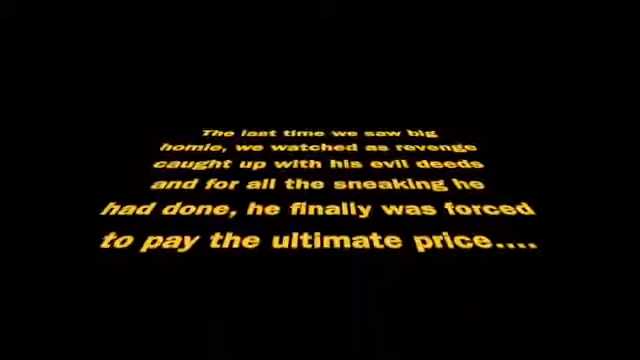 The last time we saw big
homie, we watched as revenge
caught up with his evil deeds
and for all the sneaking he
had done, he finally was forced
to pay the ultimate price....